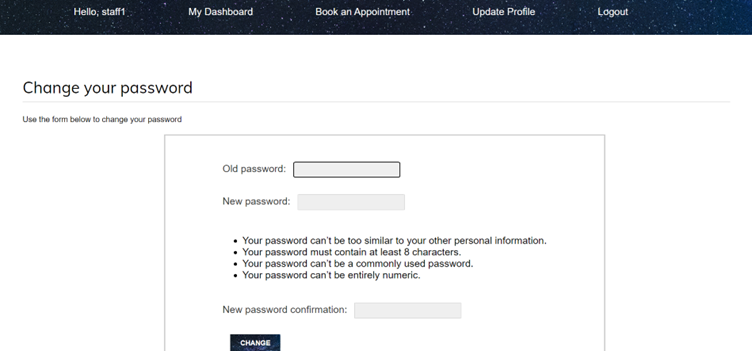 Hello, staff1 My Dashboard Book an Appointment Update Profile Logout
Change your password
Use the form below to change your password
Old password:
New password:
• Your password can't be too similar to your other personal information.
• Your password must contain at least 8 characters.
• Your password can't be a commonly used password.
• Your password can't be entirely numeric.
New password confirmation:
CHANGE